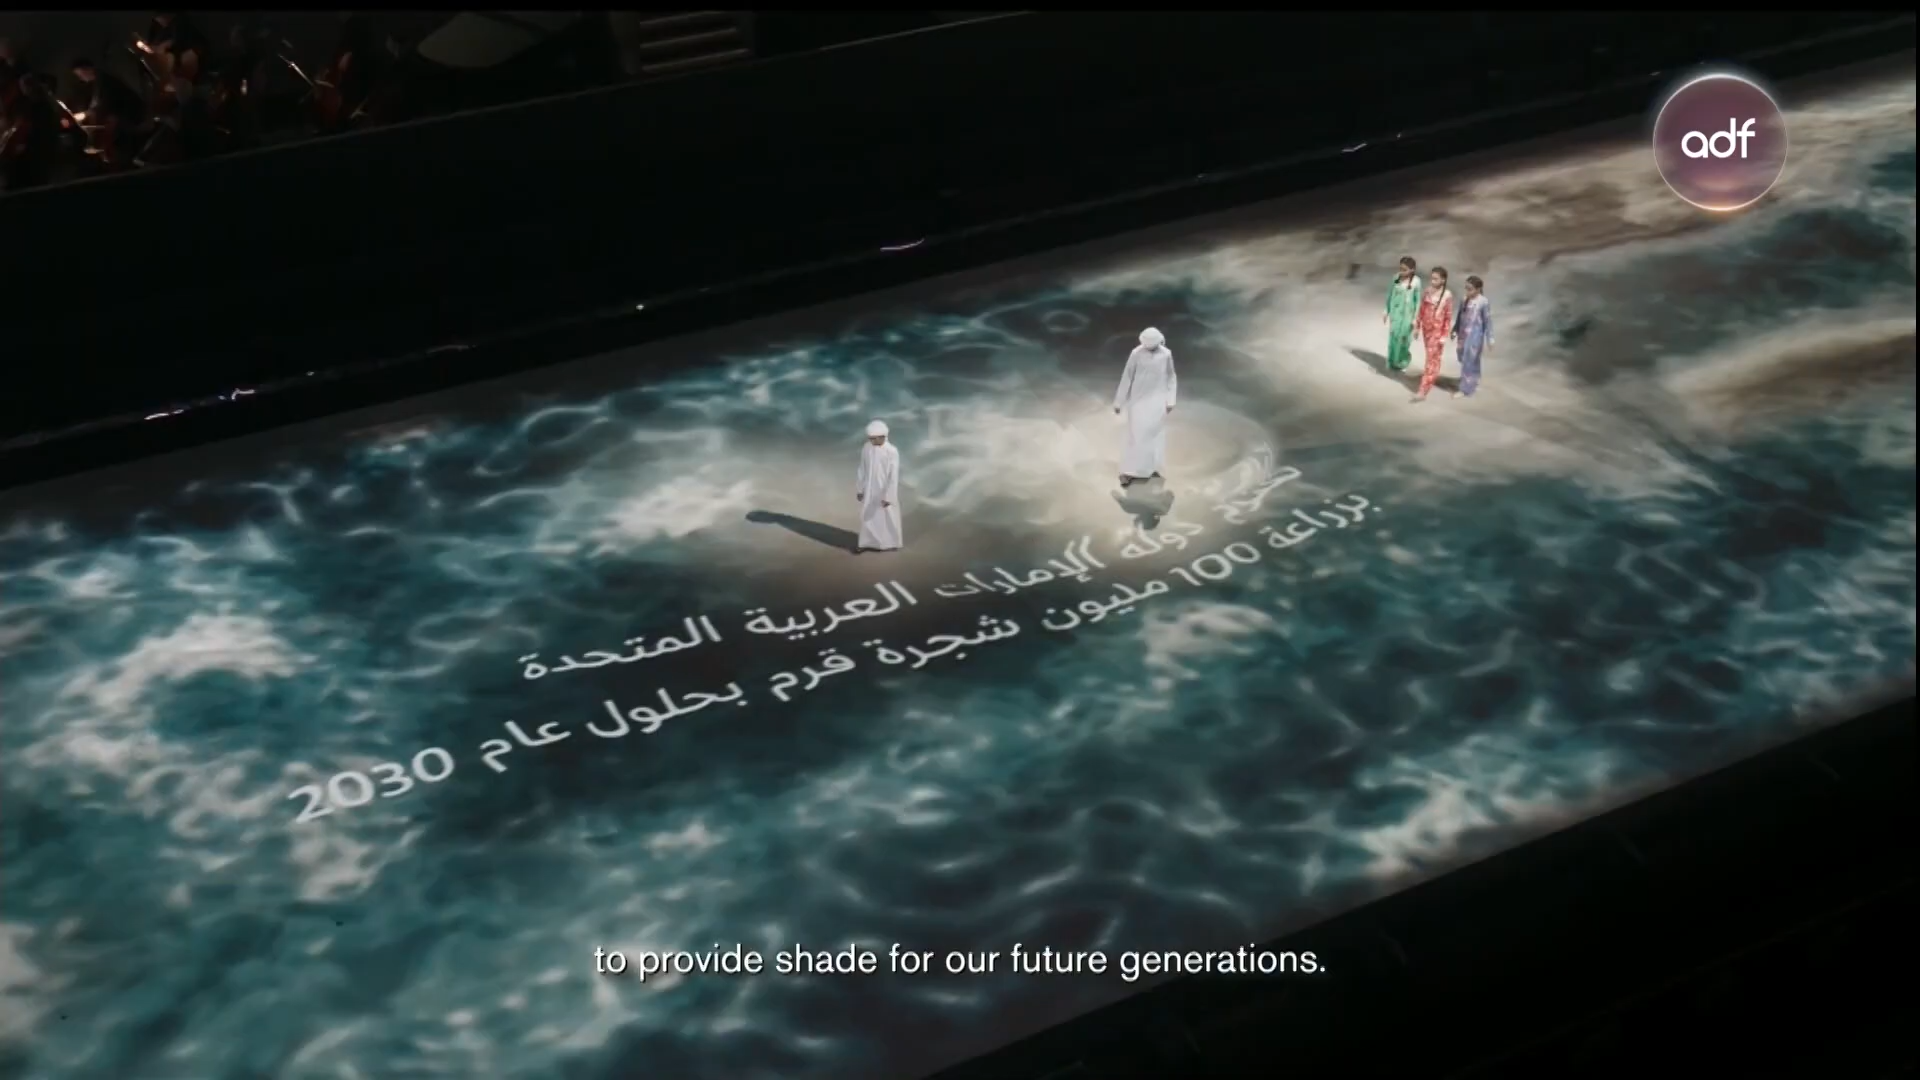 adf
دولة الإمارات العربية المتحدة
بزراعة 100 مليون شجرة قرم بحلول عام 2030
to provide shade for our future generations.